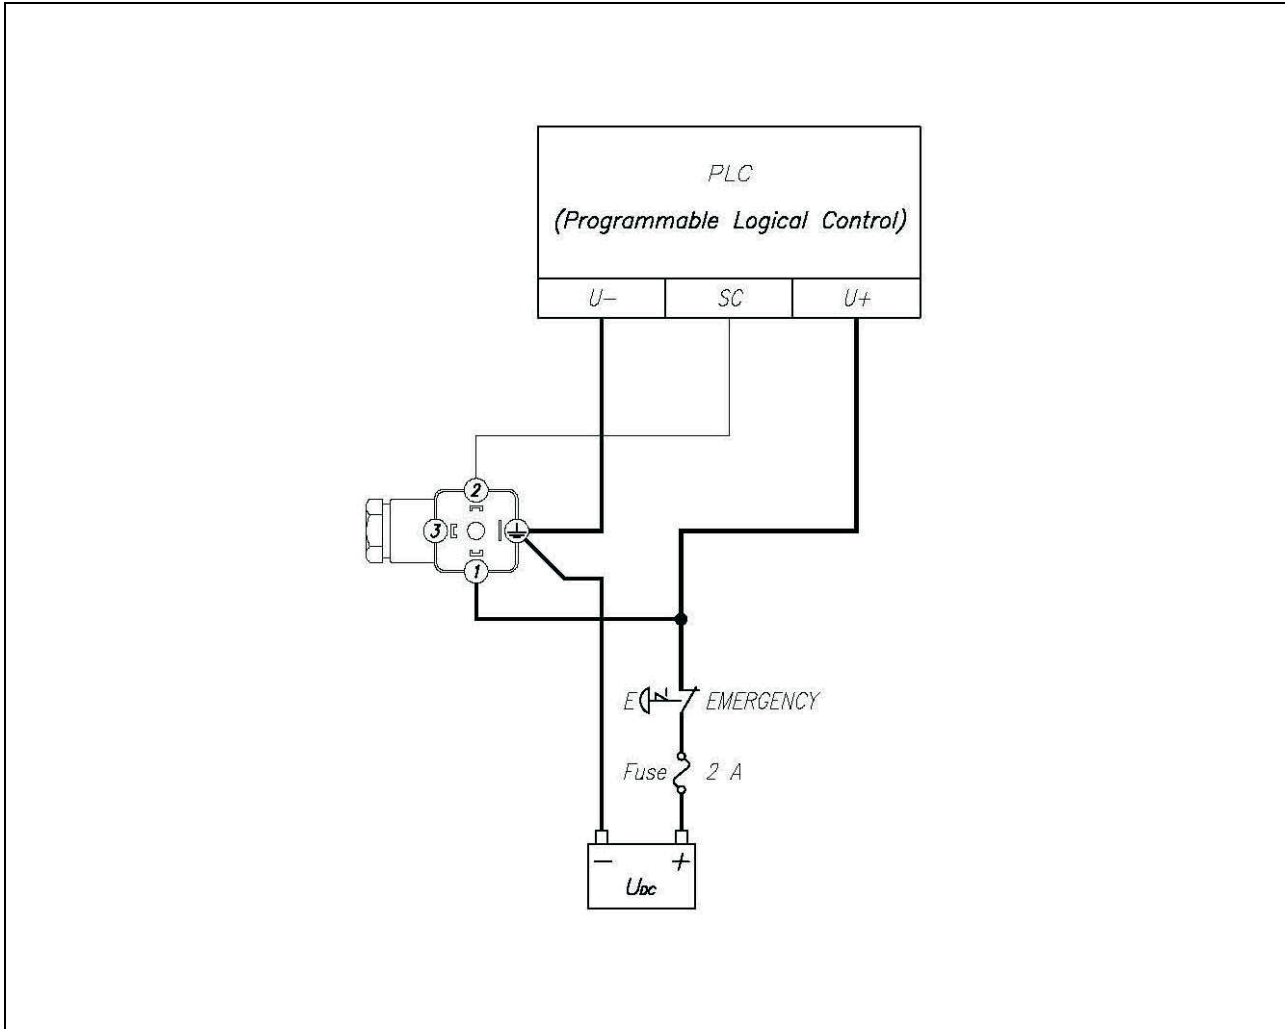 PLC
(Programmable Logical Control)
U− SC U+
2
3
1
E EMERGENCY
Fuse 2 A
− +
UDC